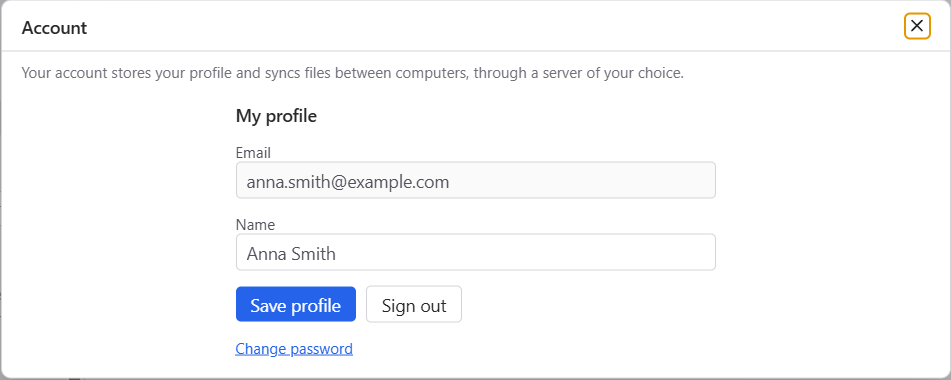 Account
Your account stores your profile and syncs files between computers, through a server of your choice.
My profile
Email
anna.smith@example.com
Name
Anna Smith
Save profile
Sign out
Change password